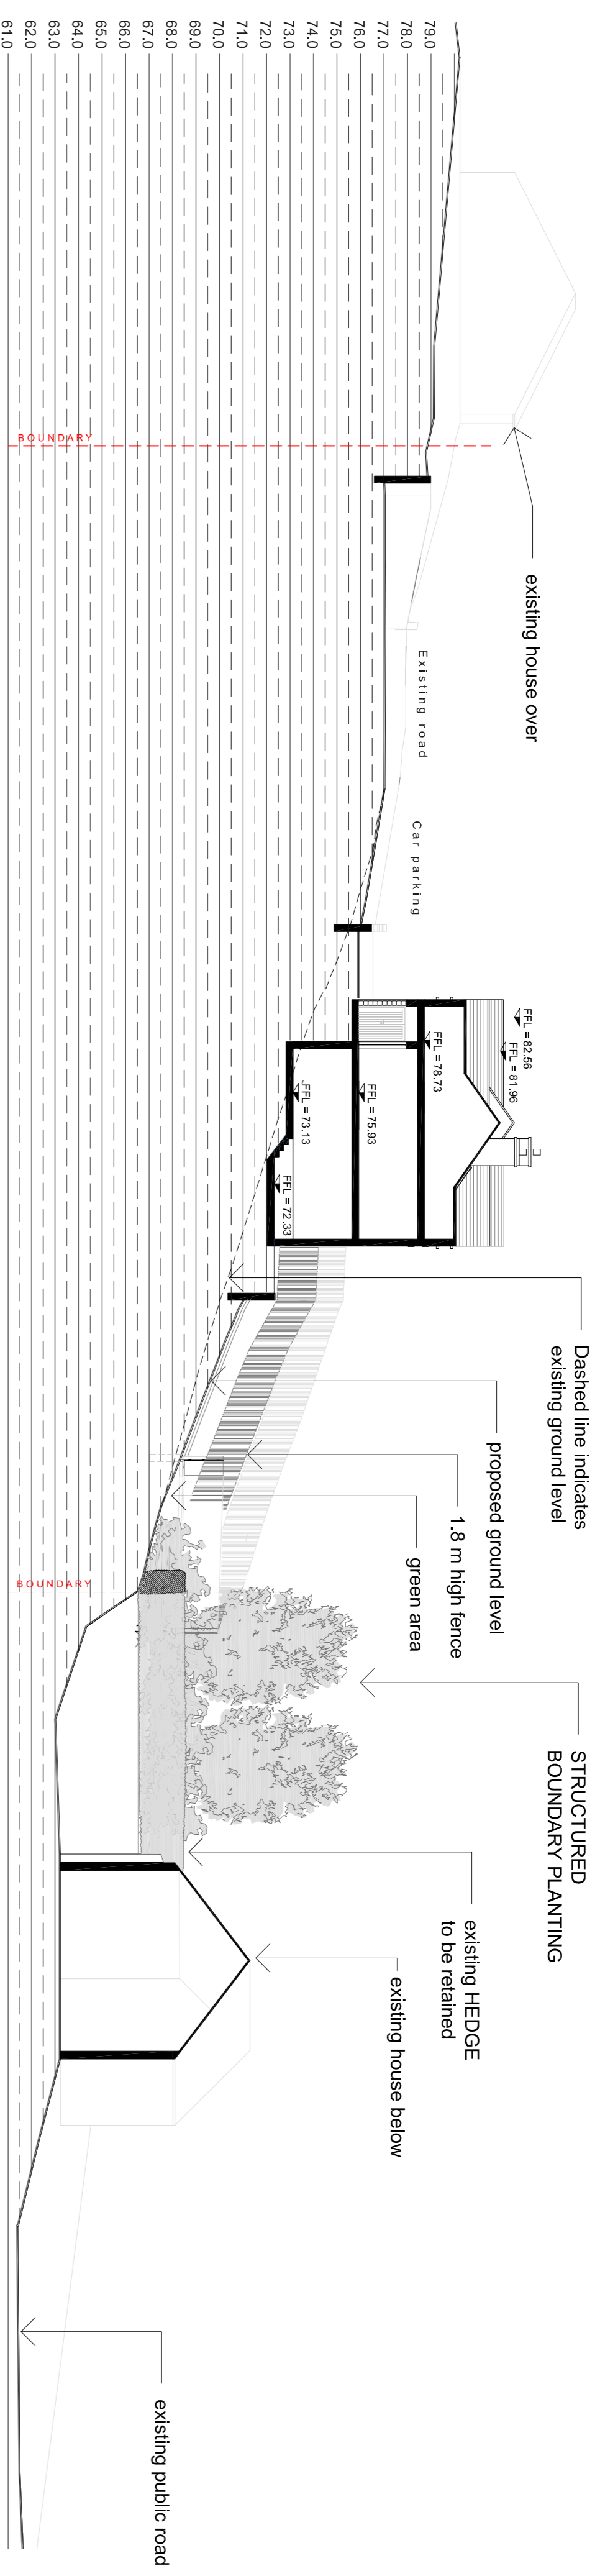 existing house over
Dashed line indicates
existing ground level
STRUCTURED
BOUNDARY PLANTING
proposed ground level
1.8 m high fence
green area
existing HEDGE
to be retained
existing house below
existing public road
Existing road
Car parking
FFL = 82.56
FFL = 81.96
FFL = 78.73
FFL = 75.93
FFL = 73.13
FFL = 72.33
BOUNDARY
BOUNDARY
79.0
78.0
77.0
76.0
75.0
74.0
73.0
72.0
71.0
70.0
69.0
68.0
67.0
66.0
65.0
64.0
63.0
62.0
61.0